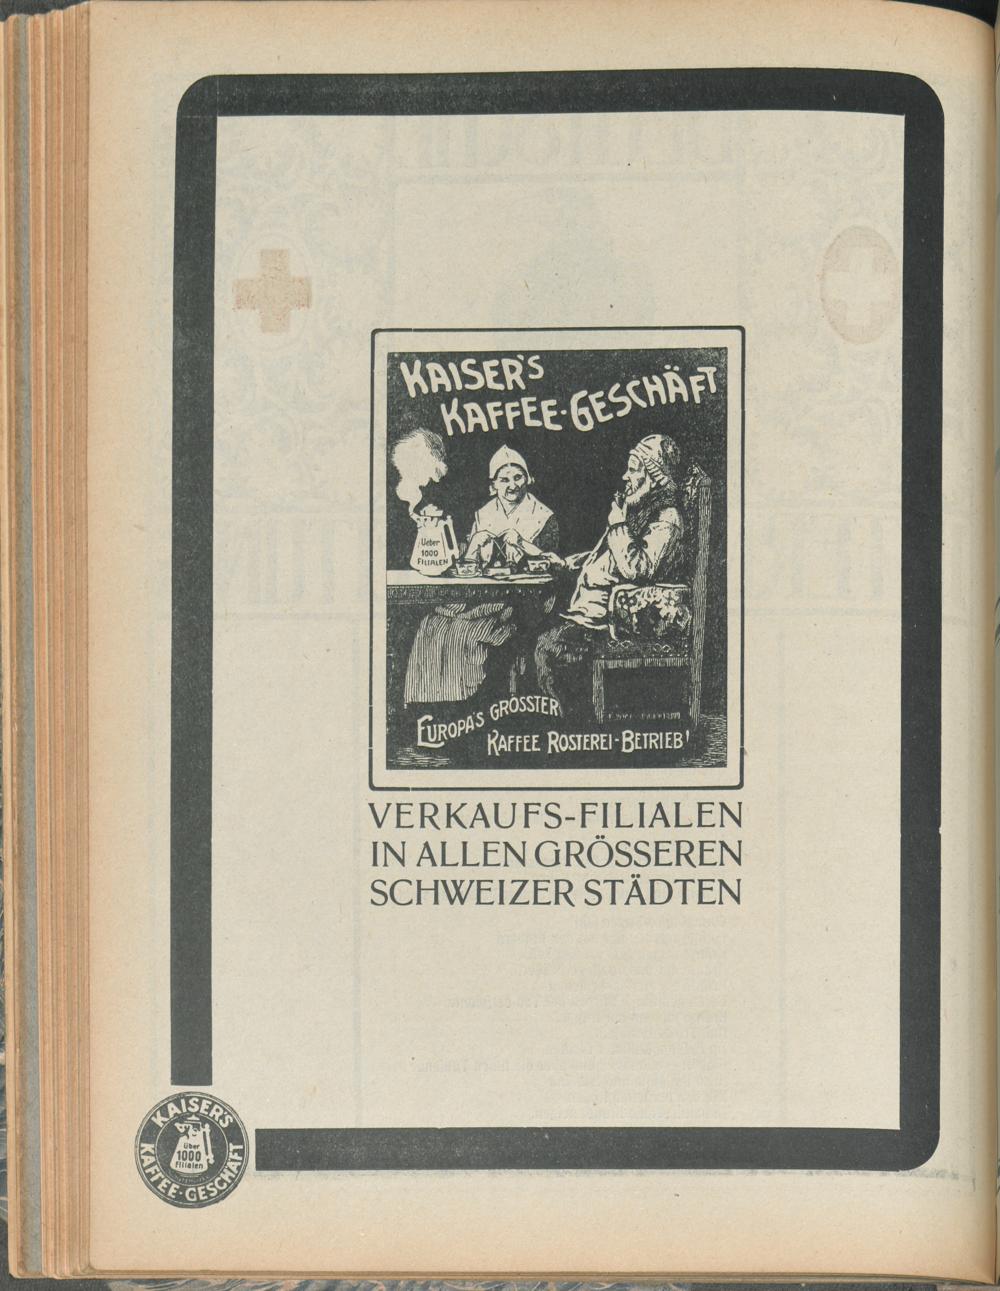 KAISER'S
KAFFEE-GESCHÄFT
Ueber
1000
FILIALEN
EUROPA'S GRÖSSTER
KAFFEE RÖSTEREI-BETRIEB!
VERKAUFS-FILIALEN
IN ALLEN GRÖSSEREN
SCHWEIZER STÄDTEN
KAISER'S
Über
1000
Filialen
KAFFEE-GESCHÄFT